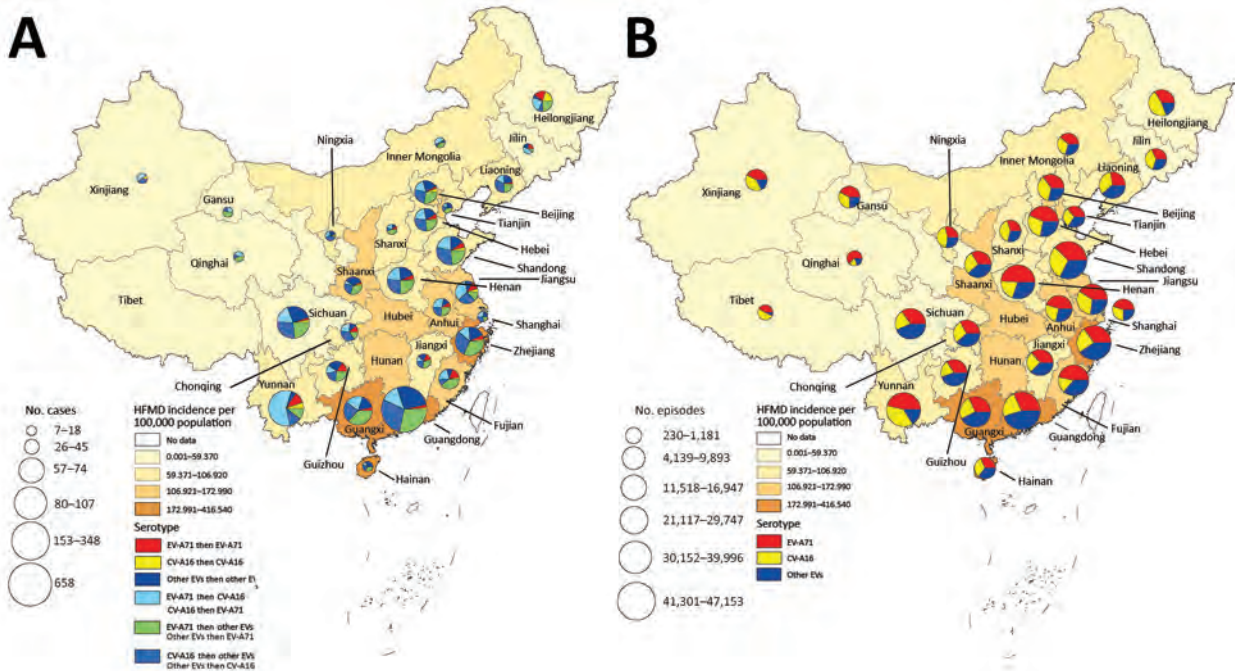 A
Heilongjiang
Jilin
Ningxia
Inner Mongolia
Liaoning
Xinjiang
Gansu
Beijing
Tianjin
Shanxi
Hebei
Qinghai
Shandong
Shaanxi
Jiangsu
Henan
Tibet
Sichuan
Hubei
Anhui
Shanghai
Jiangxi
Zhejiang
Hunan
Chonqing
Yunnan
Fujian
Guangxi
Guangdong
Guizhou
Hainan
No. cases
7–18
26–45
57–74
80–107
153–348
658
HFMD incidence per
100,000 population
No data
0.001–59.370
59.371–106.920
106.921–172.990
172.991–416.540
Serotype
EV-A71 then EV-A71
CV-A16 then CV-A16
Other EVs then other EV
EV-A71 then CV-A16
CV-A16 then EV-A71
EV-A71 then other EVs
Other EVs then EV-A71
CV-A16 then other EVs
Other EVs then CV-A16
B
Heilongjiang
Jilin
Ningxia
Inner Mongolia
Liaoning
Xinjiang
Gansu
Beijing
Tianjin
Shanxi
Hebei
Qinghai
Shandong
Jiangsu
Shaanxi
Henan
Tibet
Sichuan
Hubei
Anhui
Shanghai
Jiangxi
Zhejiang
Hunan
Chonqing
Yunnan
Fujian
Guangxi
Guangdong
Guizhou
Hainan
No. episodes
230–1,181
4,139–9,893
11,518–16,947
21,117–29,747
30,152–39,996
41,301–47,153
HFMD incidence per
100,000 population
No data
0.001–59.370
59.371–106.920
106.921–172.990
172.991–416.540
Serotype
EV-A71
CV-A16
Other EVs